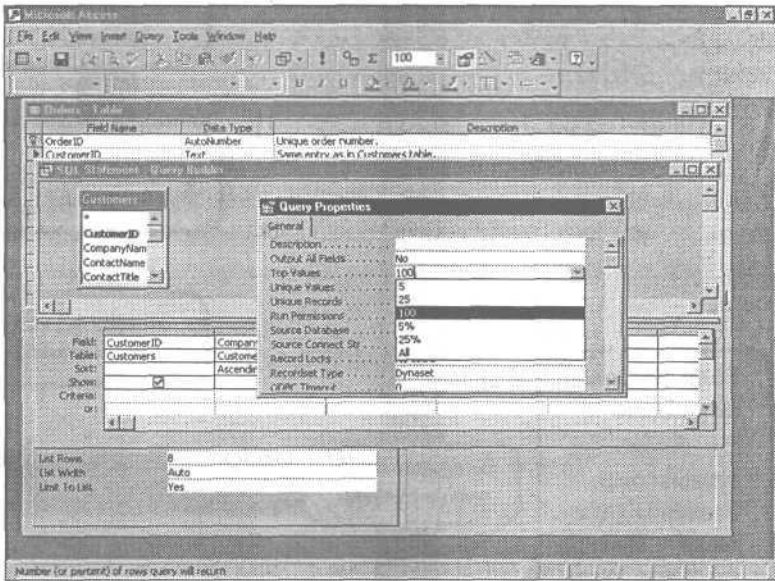 Microsoft Access
File Edit View Insert Query Tools Window Help
100
B I U
Orders : Table
Field Name Data Type Description
OrderID AutoNumber Unique order number.
CustomerID Text Same entry as in Customers table.
SQL Statement : Query Builder
Customers
*
CustomerID
CompanyNam
ContactName
ContactTitle
Query Properties
General
Description
Output All Fields No
Top Values 100
Unique Values 5
Unique Records 25
Run Permissions 100
Source Database 5%
Source Connect Str 25%
Record Locks All
Recordset Type Dynaset
ODBC Timeout 0
Field: CustomerID Company
Table: Customers Custome
Sort: Ascendin
Show:
Criteria:
or:
List Rows 8
List Width Auto
Limit To List Yes
Number (or percent) of rows query will return